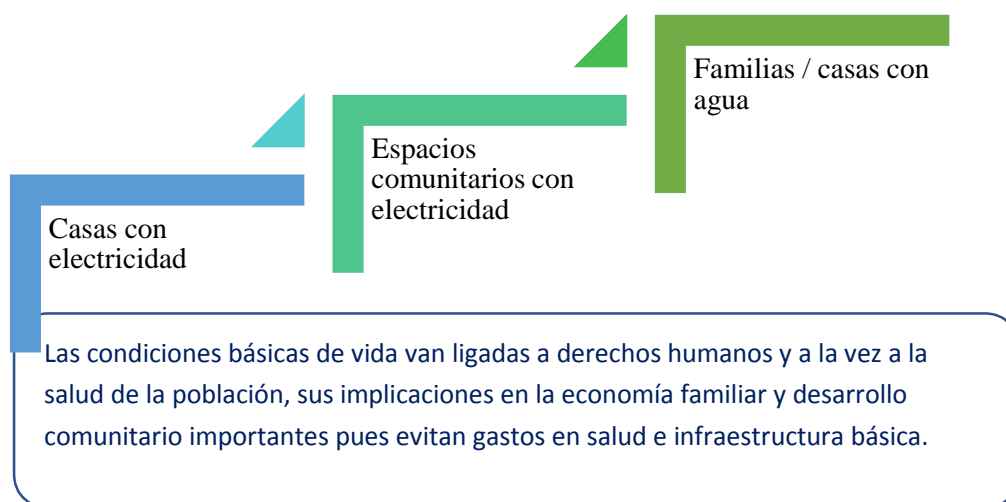 Familias / casas con
agua
Espacios
comunitarios con
electricidad
Casas con
electricidad
Las condiciones básicas de vida van ligadas a derechos humanos y a la vez a la
salud de la población, sus implicaciones en la economía familiar y desarrollo
comunitario importantes pues evitan gastos en salud e infraestructura básica.